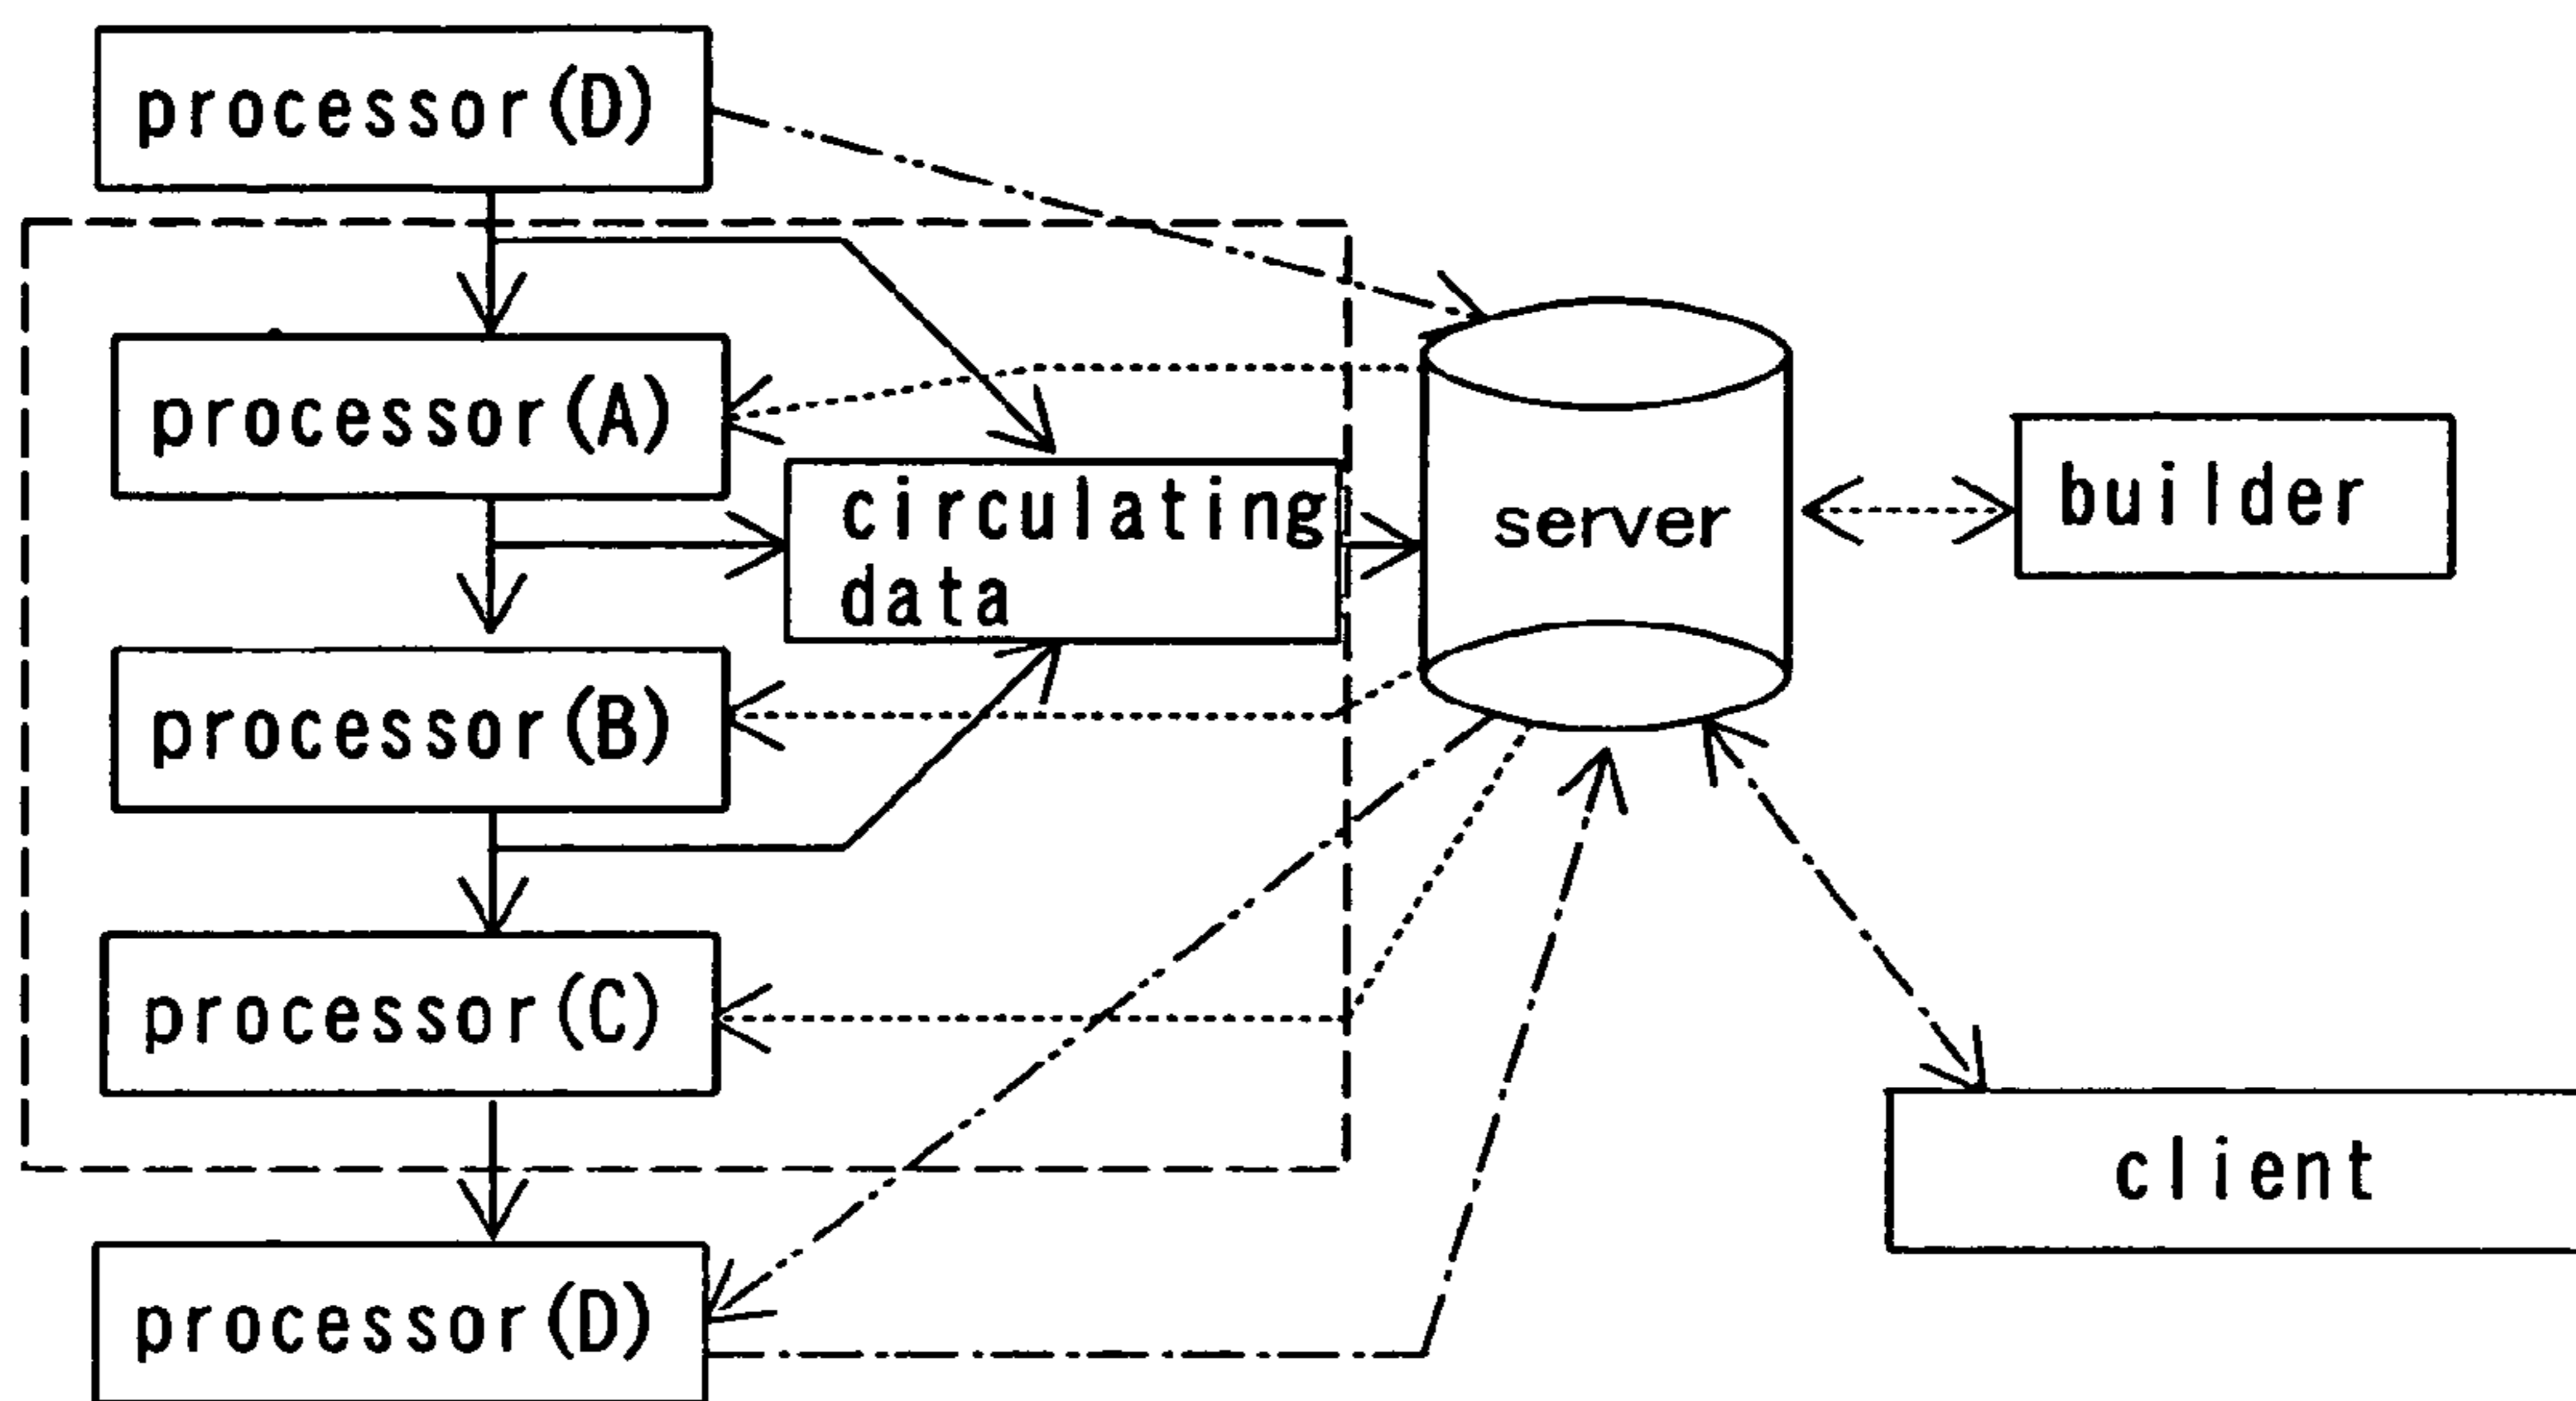 processor(D)
processor(A)
circulating
data
server
builder
processor(B)
processor(C)
client
processor(D)